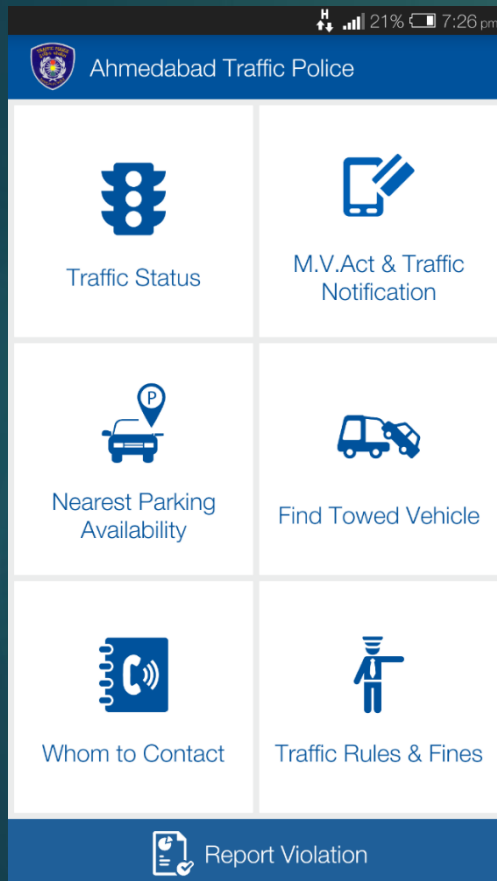 H
21% 7:26 pm
Ahmedabad Traffic Police
Traffic Status
M.V.Act & Traffic
Notification
P
Nearest Parking
Availability
Find Towed Vehicle
Whom to Contact
Traffic Rules & Fines
Report Violation